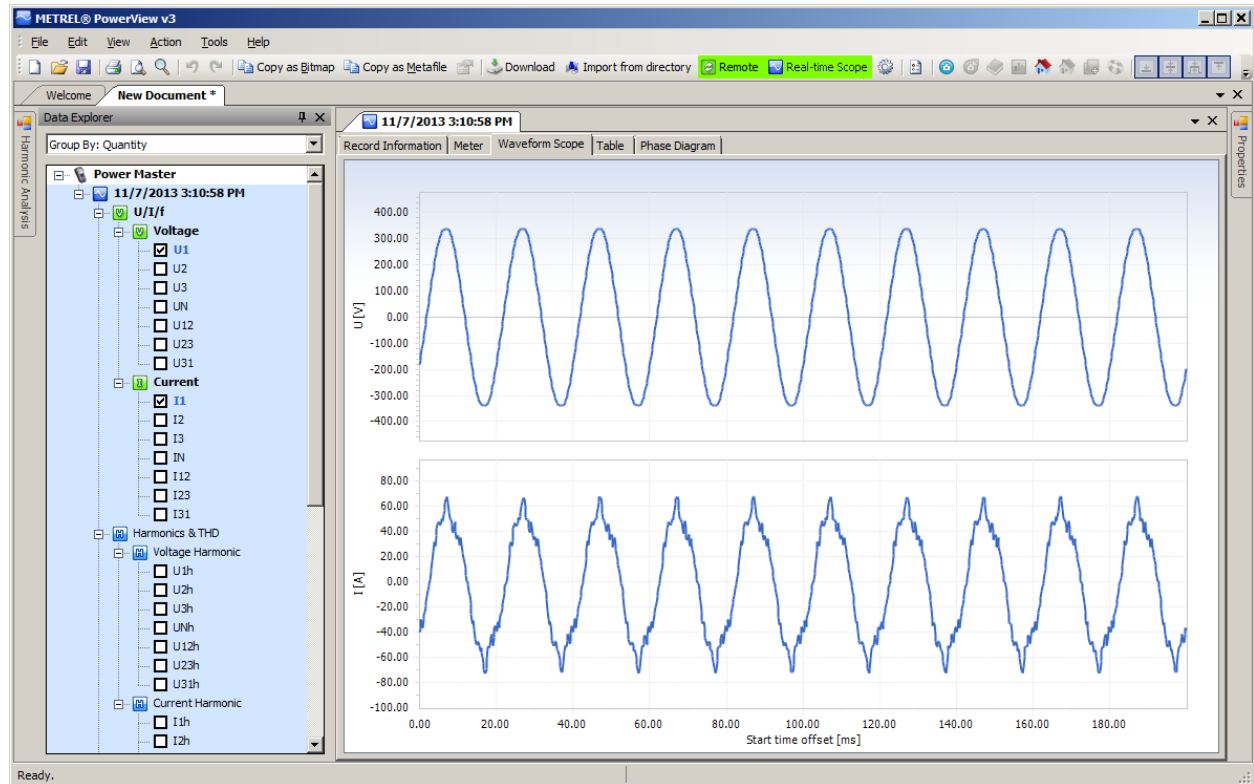 METREL® PowerView v3
File Edit View Action Tools Help
Copy as Bitmap Copy as Metafile Download Import from directory Remote Real-time Scope
Welcome New Document *
Data Explorer
11/7/2013 3:10:58 PM
Harmonic Analysis
Properties
Group By: Quantity
Record Information Meter Waveform Scope Table Phase Diagram
Power Master
11/7/2013 3:10:58 PM
U/I/f
Voltage
U1
U2
U3
UN
U12
U23
U31
Current
I1
I2
I3
IN
I12
I23
I31
Harmonics & THD
Voltage Harmonic
U1h
U2h
U3h
UNh
U12h
U23h
U31h
Current Harmonic
I1h
I2h
400.00
300.00
200.00
100.00
0.00
-100.00
-200.00
-300.00
-400.00
U [V]
80.00
60.00
40.00
20.00
0.00
-20.00
-40.00
-60.00
-80.00
-100.00
I [A]
0.00 20.00 40.00 60.00 80.00 100.00 120.00 140.00 160.00 180.00
Start time offset [ms]
Ready.